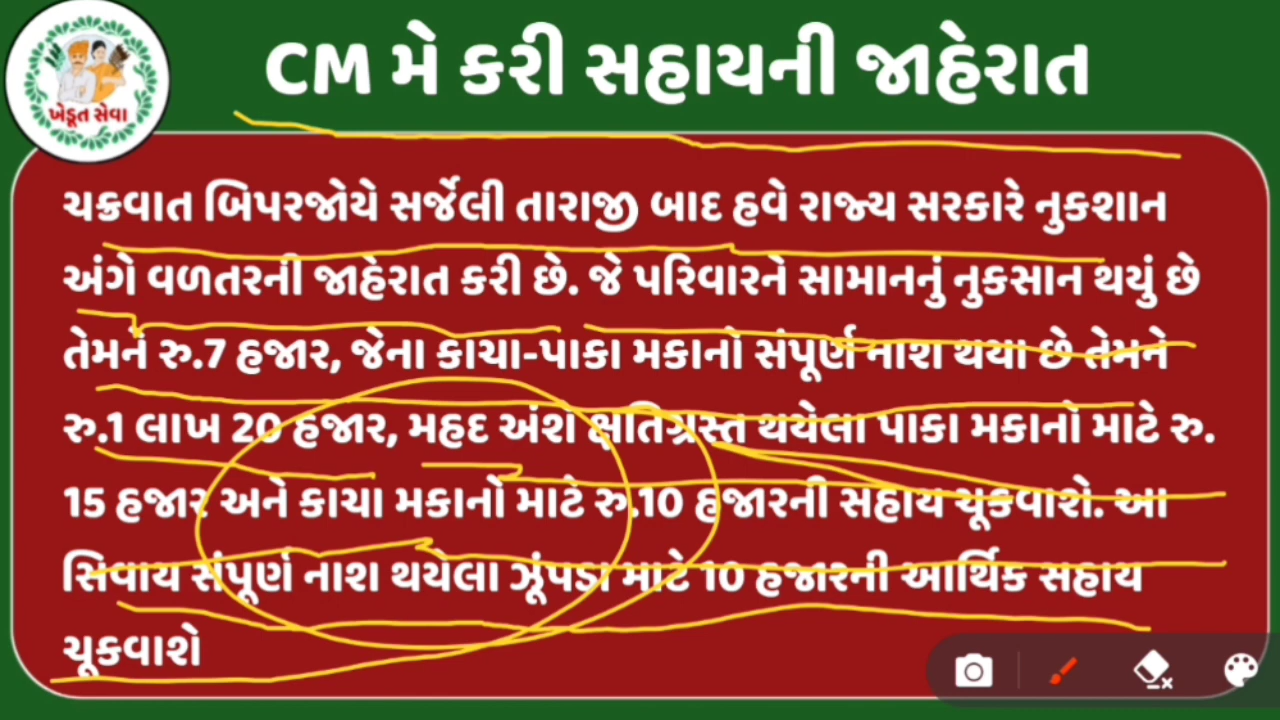 CM મે કરી સહાયની જાહેરાત
ખેડૂત સેવા
ચક્રવાત બિપરજોયે સર્જેલી તારાજી બાદ હવે રાજ્ય સરકારે નુકશાન
અંગે વળતરની જાહેરાત કરી છે. જે પરિવારને સામાનનું નુકસાન થયું છે
તેમને રુ.7 હજાર, જેના કાચા-પાકા મકાનો સંપૂર્ણ નાશ થયા છે તેમને
રુ.1 લાખ 20 હજાર, મહદ અંશે ક્ષતિગ્રસ્ત થયેલા પાકા મકાનો માટે રુ.
15 હજાર અને કાચા મકાનો માટે રુ.10 હજારની સહાય ચૂકવાશે. આ
સિવાય સંપૂર્ણ નાશ થયેલા ઝૂંપડા માટે 10 હજારની આર્થિક સહાય
ચૂકવાશે